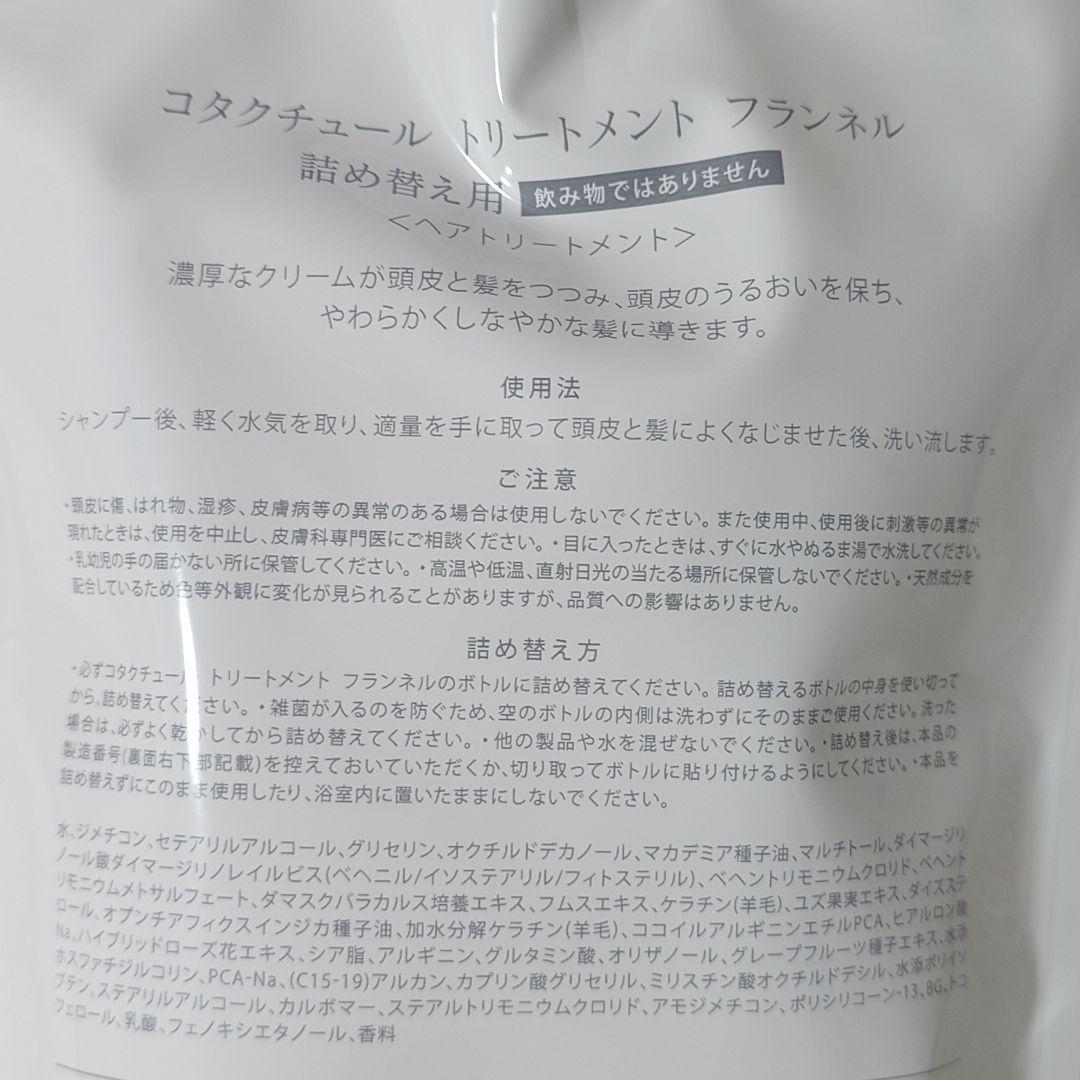 コタクチュール トリートメント フランネル
詰め替え用 飲み物ではありません
＜ヘアトリートメント＞
濃厚なクリームが頭皮と髪をつつみ、頭皮のうるおいを保ち、
やわらかくしなやかな髪に導きます。
使用法
シャンプー後、軽く水気を取り、適量を手に取って頭皮と髪によくなじませた後、洗い流します。
ご注意
・頭皮に傷、はれ物、湿疹、皮膚病等の異常のある場合は使用しないでください。また使用中、使用後に刺激等の異常が
現れたときは、使用を中止し、皮膚科専門医にご相談ください。・目に入ったときは、すぐに水やぬるま湯で水洗してください。
・乳幼児の手の届かない所に保管してください。・高温や低温、直射日光の当たる場所に保管しないでください。・天然成分を
配合しているため色等外観に変化が見られることがありますが、品質への影響はありません。
詰め替え方
・必ずコタクチュール トリートメント フランネルのボトルに詰め替えてください。詰め替えるボトルの中身を使い切って
から、詰め替えてください。・雑菌が入るのを防ぐため、空のボトルの内側は洗わずにそのままご使用ください。洗った
場合は、必ずよく乾かしてから詰め替えてください。・他の製品や水を混ぜないでください。・詰め替え後は、本品の
製造番号(裏面右下部記載)を控えておいていただくか、切り取ってボトルに貼り付けるようにしてください。・本品を
詰め替えずにこのまま使用したり、浴室内に置いたままにしないでください。
水、ジメチコン、セテアリルアルコール、グリセリン、オクチルドデカノール、マカデミア種子油、マルチトール、ダイマージリ
ノール酸ダイマージリノレイルビス(ベヘニル/イソステアリル/フィトステリル)、ベヘントリモニウムクロリド、ベヘント
リモニウムメトサルフェート、ダマスクバラカルス培養エキス、フムスエキス、ケラチン(羊毛)、ユズ果実エキス、ダイズステ
ロール、オプンチアフィクスインジカ種子油、加水分解ケラチン(羊毛)、ココイルアルギニンエチルPCA、ヒアルロン酸
Na、ハイブリッドローズ花エキス、シア脂、アルギニン、グルタミン酸、オリザノール、グレープフルーツ種子エキス、水添
ホスファチジルコリン、PCA-Na、(C15-19)アルカン、カプリン酸グリセリル、ミリスチン酸オクチルドデシル、水添ポリイソ
ブテン、ステアリルアルコール、カルボマー、ステアルトリモニウムクロリド、アモジメチコン、ポリシリコーン-13、BG、トコ
フェロール、乳酸、フェノキシエタノール、香料